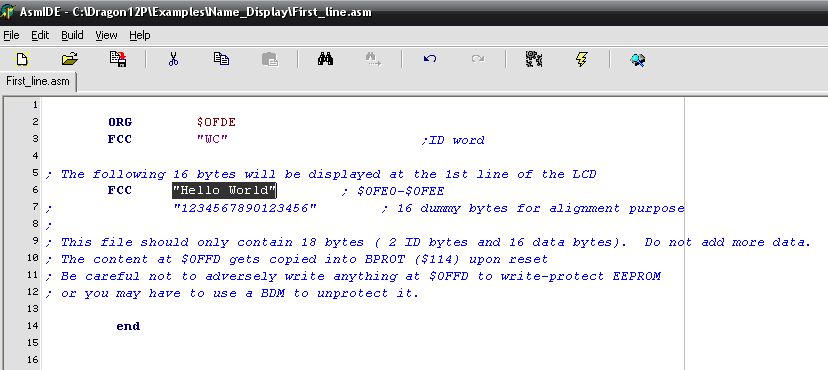 AsmIDE - C:\Dragon12P\Examples\Name_Display\First_line.asm
File Edit Build View Help
First_line.asm
1
2 ORG $0FDE
3 FCC "WC" ;ID word
4
5 ; The following 16 bytes will be displayed at the 1st line of the LCD
6 FCC "Hello World" ; $0FE0-$0FEE
7 ; "1234567890123456" ; 16 dummy bytes for alignment purpose
8 ;
9 ; This file should only contain 18 bytes ( 2 ID bytes and 16 data bytes). Do not add more data.
10 ; The content at $0FFD gets copied into BPROT ($114) upon reset
11 ; Be careful not to adversely write anything at $0FFD to write-protect EEPROM
12 ; or you may have to use a BDM to unprotect it.
13
14 end
15
16